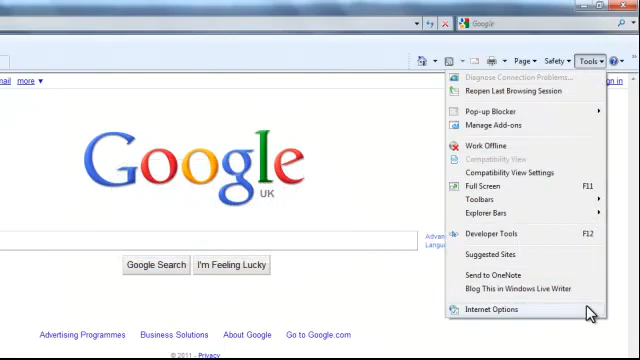 Google
Page
Safety
Tools
Diagnose Connection Problems...
Reopen Last Browsing Session
Pop-up Blocker
Manage Add-ons
Work Offline
Compatibility View
Compatibility View Settings
Full Screen F11
Toolbars
Explorer Bars
Developer Tools F12
Suggested Sites
Send to OneNote
Blog This in Windows Live Writer
Internet Options
more ▼
in
Google
UK
Google Search
I'm Feeling Lucky
Advertising Programmes
Business Solutions
About Google
Go to Google.com
© 2011 - Privacy